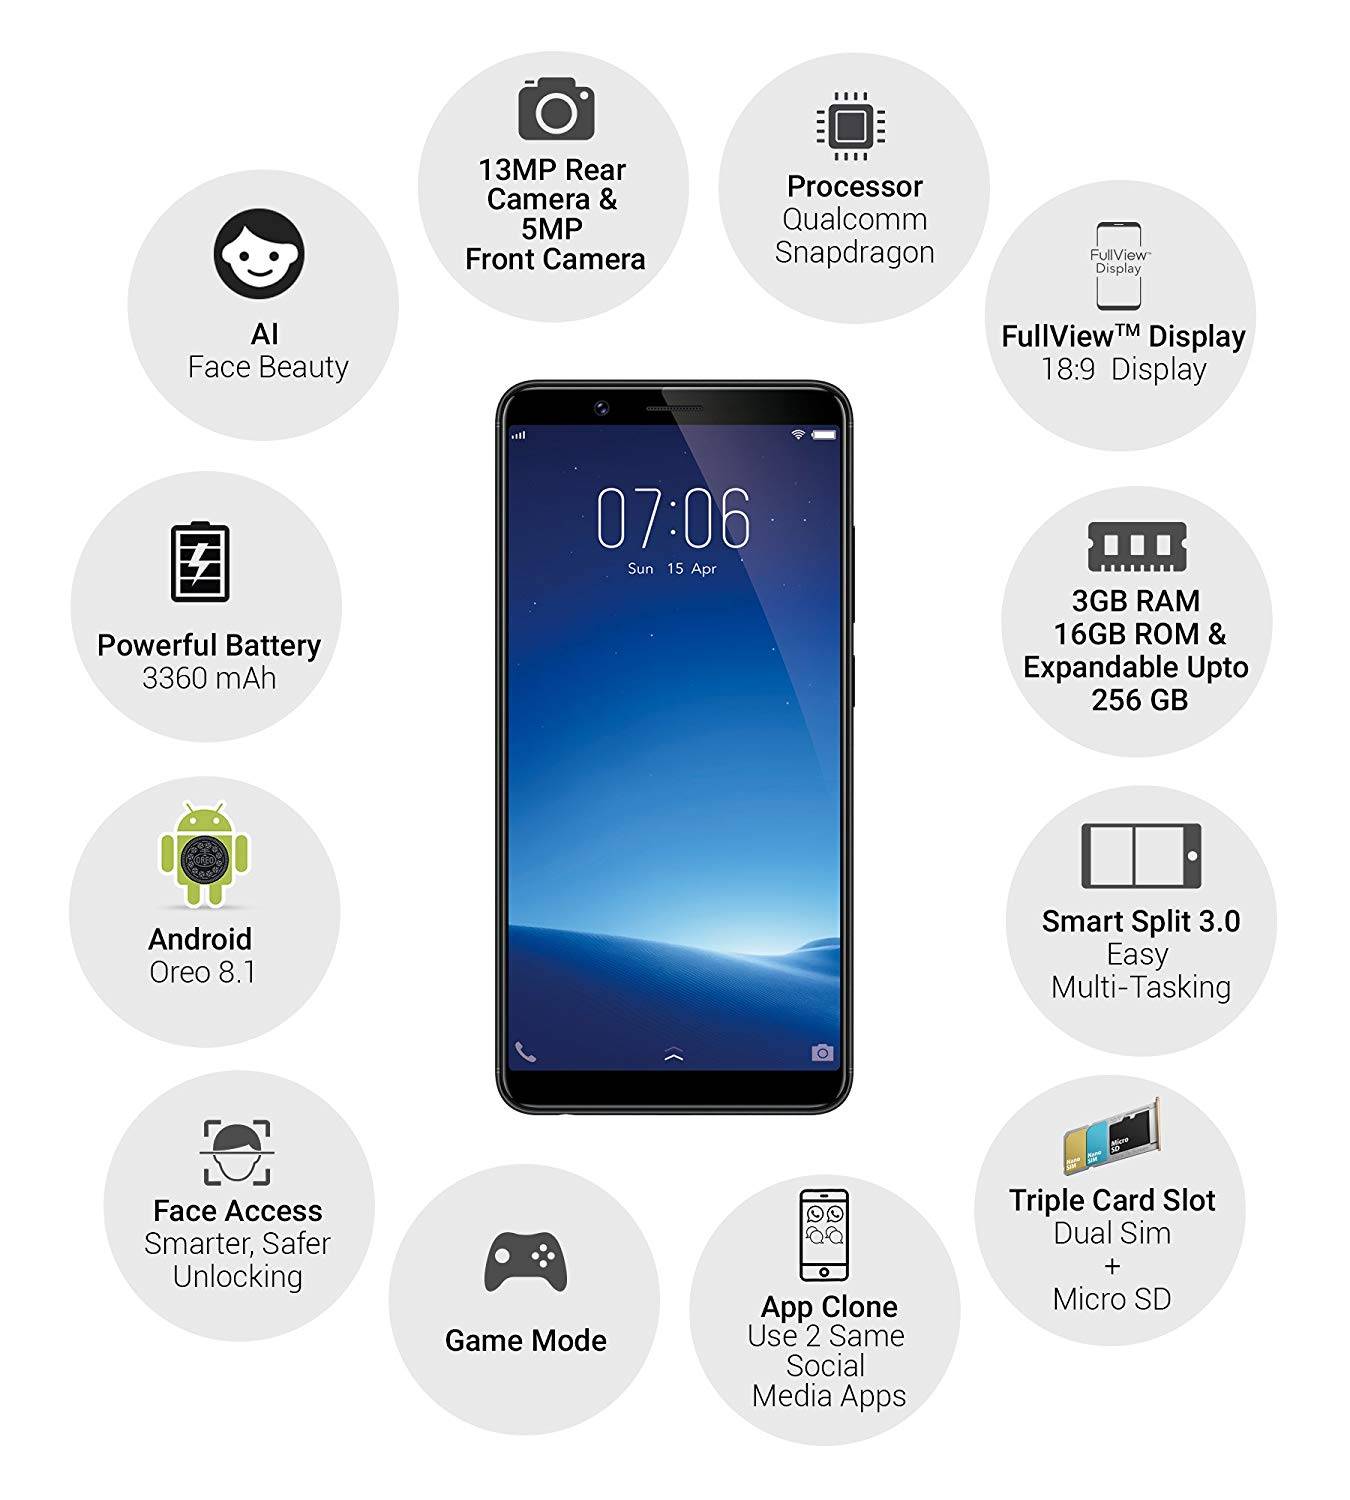 13MP Rear
Camera &
5MP
Front Camera
Processor
Qualcomm
Snapdragon
AI
Face Beauty
FullView™
Display
FullView™ Display
18:9 Display
07:06
Sun 15 Apr
Powerful Battery
3360 mAh
3GB RAM
16GB ROM &
Expandable Upto
256 GB
OREO
Android
Oreo 8.1
Smart Split 3.0
Easy
Multi-Tasking
Face Access
Smarter, Safer
Unlocking
Game Mode
App Clone
Use 2 Same
Social
Media Apps
Nano
SIM
Nano
SIM
Micro
SD
Triple Card Slot
Dual Sim
+
Micro SD